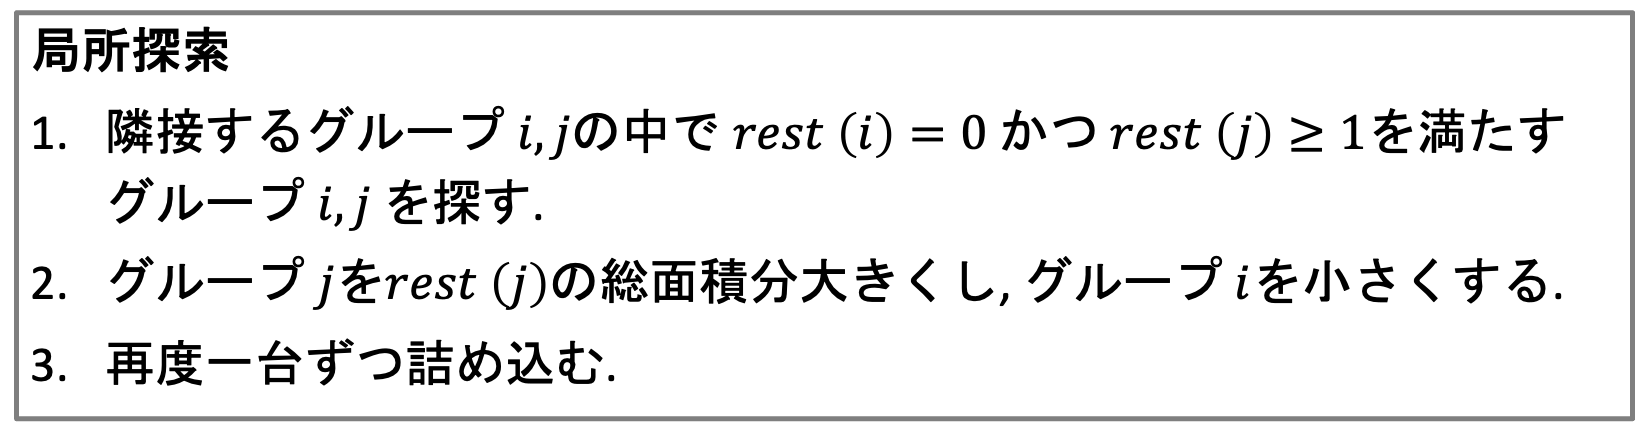 局所探索
1. 隣接するグループ i, jの中で rest (i) = 0 かつ rest (j) ≥ 1を満たす
グループ i, j を探す.
2. グループ jをrest (j)の総面積分大きくし, グループ iを小さくする.
3. 再度一台ずつ詰め込む.